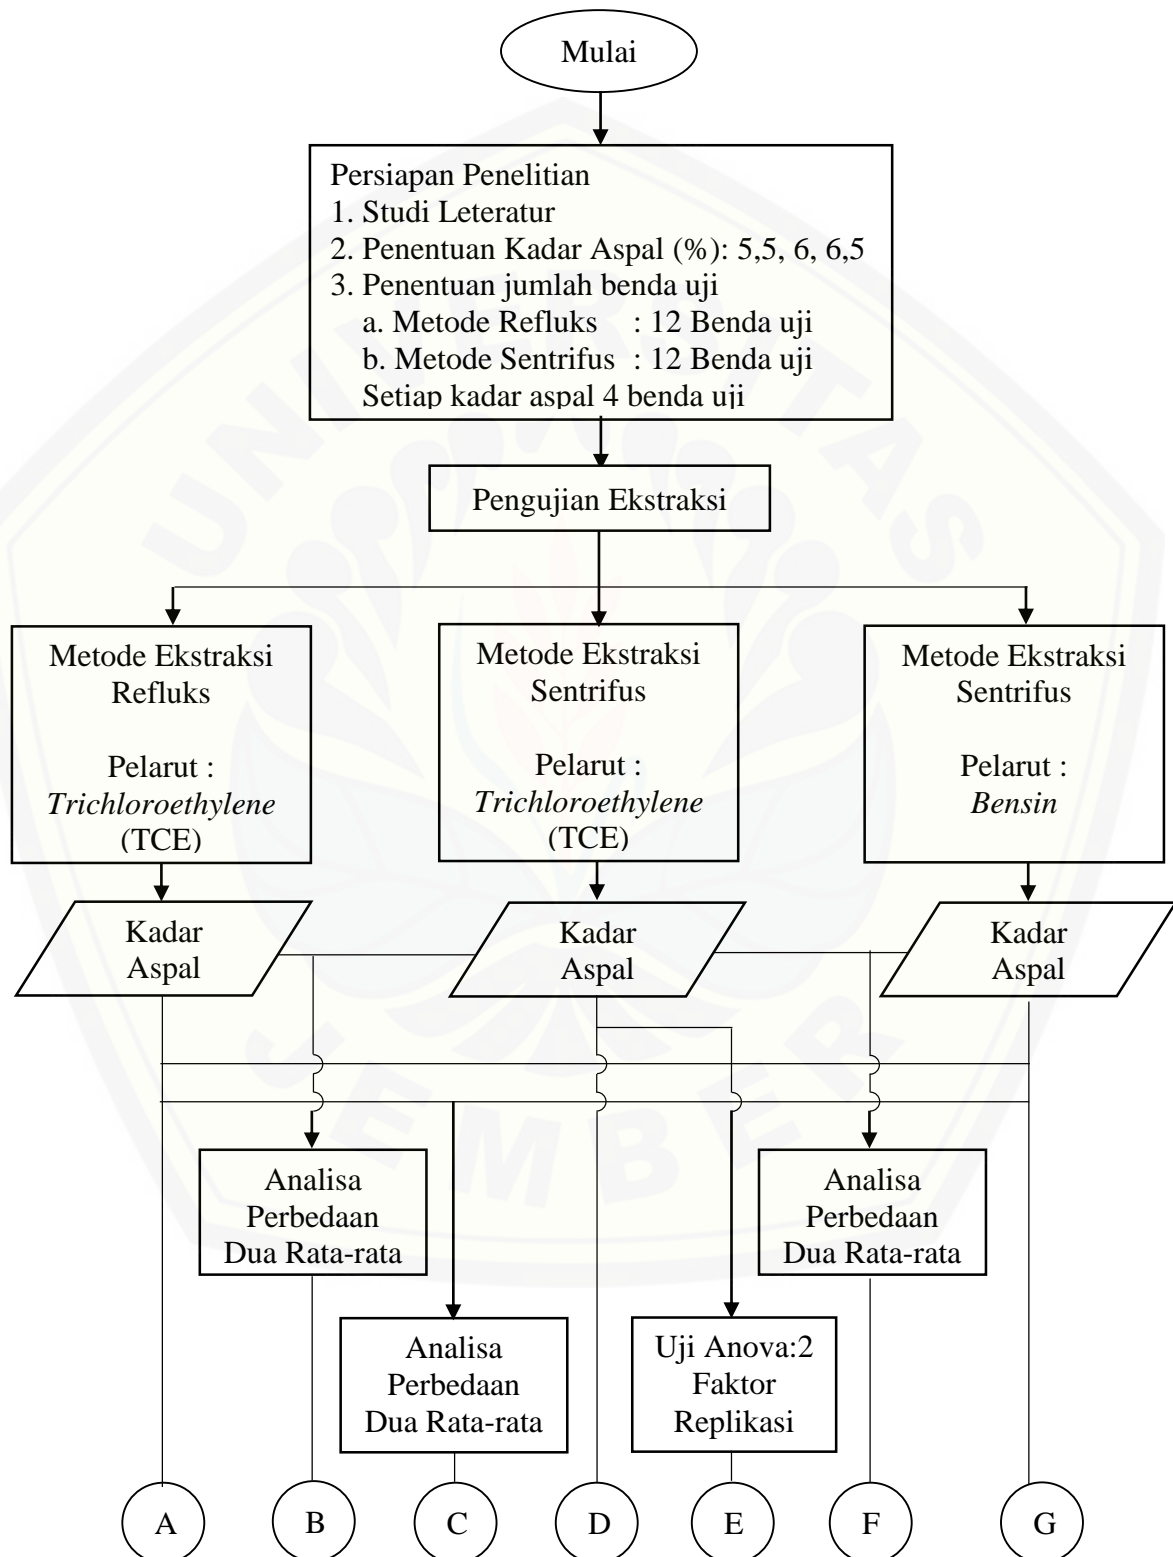 Mulai
Persiapan Penelitian
1. Studi Leteratur
2. Penentuan Kadar Aspal (%): 5,5, 6, 6,5
3. Penentuan jumlah benda uji
a. Metode Refluks : 12 Benda uji
b. Metode Sentrifus : 12 Benda uji
Setiap kadar aspal 4 benda uji
Pengujian Ekstraksi
Metode Ekstraksi
Refluks
Pelarut :
Trichloroethylene
(TCE)
Metode Ekstraksi
Sentrifus
Pelarut :
Trichloroethylene
(TCE)
Metode Ekstraksi
Sentrifus
Pelarut :
Bensin
Kadar
Aspal
Kadar
Aspal
Kadar
Aspal
Analisa
Perbedaan
Dua Rata-rata
Analisa
Perbedaan
Dua Rata-rata
Analisa
Perbedaan
Dua Rata-rata
Uji Anova:2
Faktor
Replikasi
A
B
C
D
E
F
G
UNIVERSITAS
JEMBER